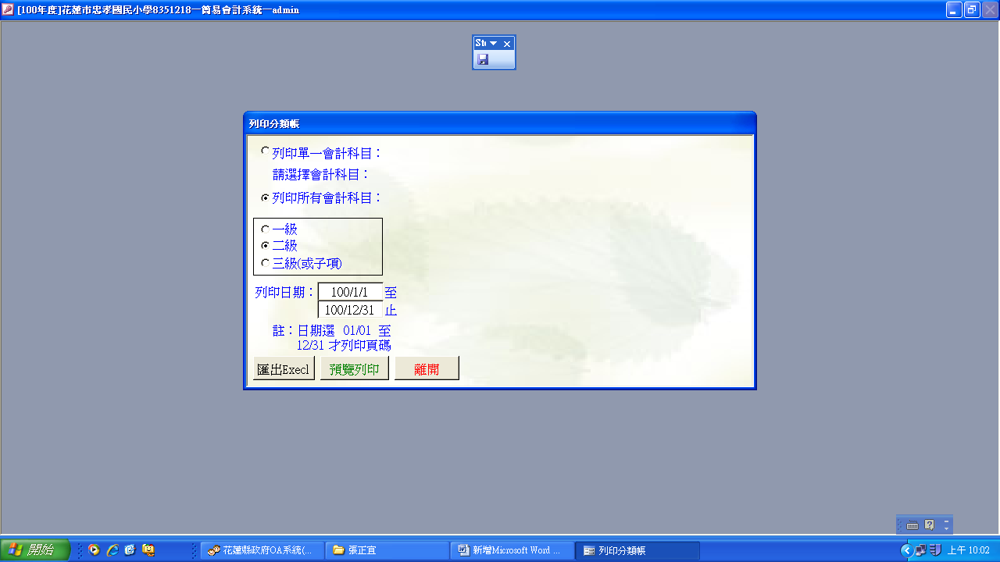 [100年度]花蓮市忠孝國民小學8351218－簡易會計系統－admin
列印分類帳
列印單一會計科目：
請選擇會計科目：
列印所有會計科目：
一級
二級
三級(或子項)
列印日期： 100/1/1 至
100/12/31 止
註：日期選 01/01 至
12/31 才列印頁碼
匯出Execl 預覽列印 離開
開始 花蓮縣政府OA系統(... 張正宜 新增Microsoft Word ... 列印分類帳 上午 10:02